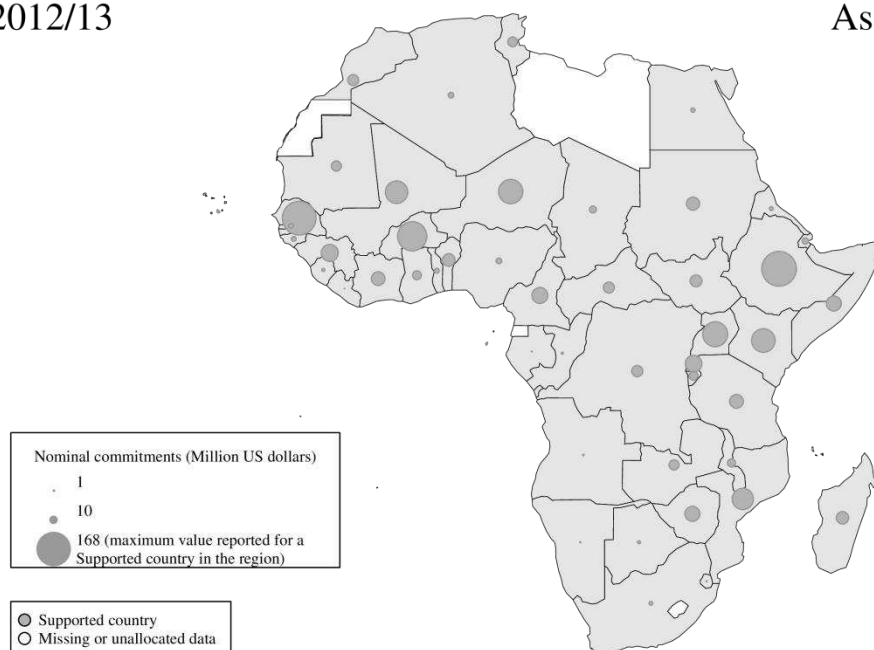 2012/13
As
Nominal commitments (Million US dollars)
1
10
168 (maximum value reported for a
Supported country in the region)
Supported country
Missing or unallocated data